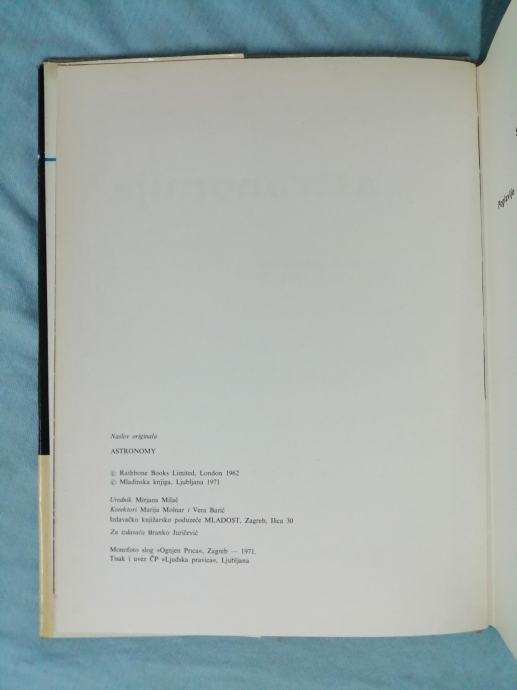 Naslov originala
ASTRONOMY
© Rathbone Books Limited, London 1962
© Mladinska knjiga, Ljubljana 1971
Urednik Mirjana Milač
Korektori Marija Molnar i Vera Barić
Izdavačko knjižarsko poduzeće MLADOST, Zagreb, Ilica 30
Za izdavača Branko Juričević
Monofoto slog »Ognjen Prica«, Zagreb — 1971.
Tisak i uvez ČP »Ljudska pravica«, Ljubljana
Poglavlje